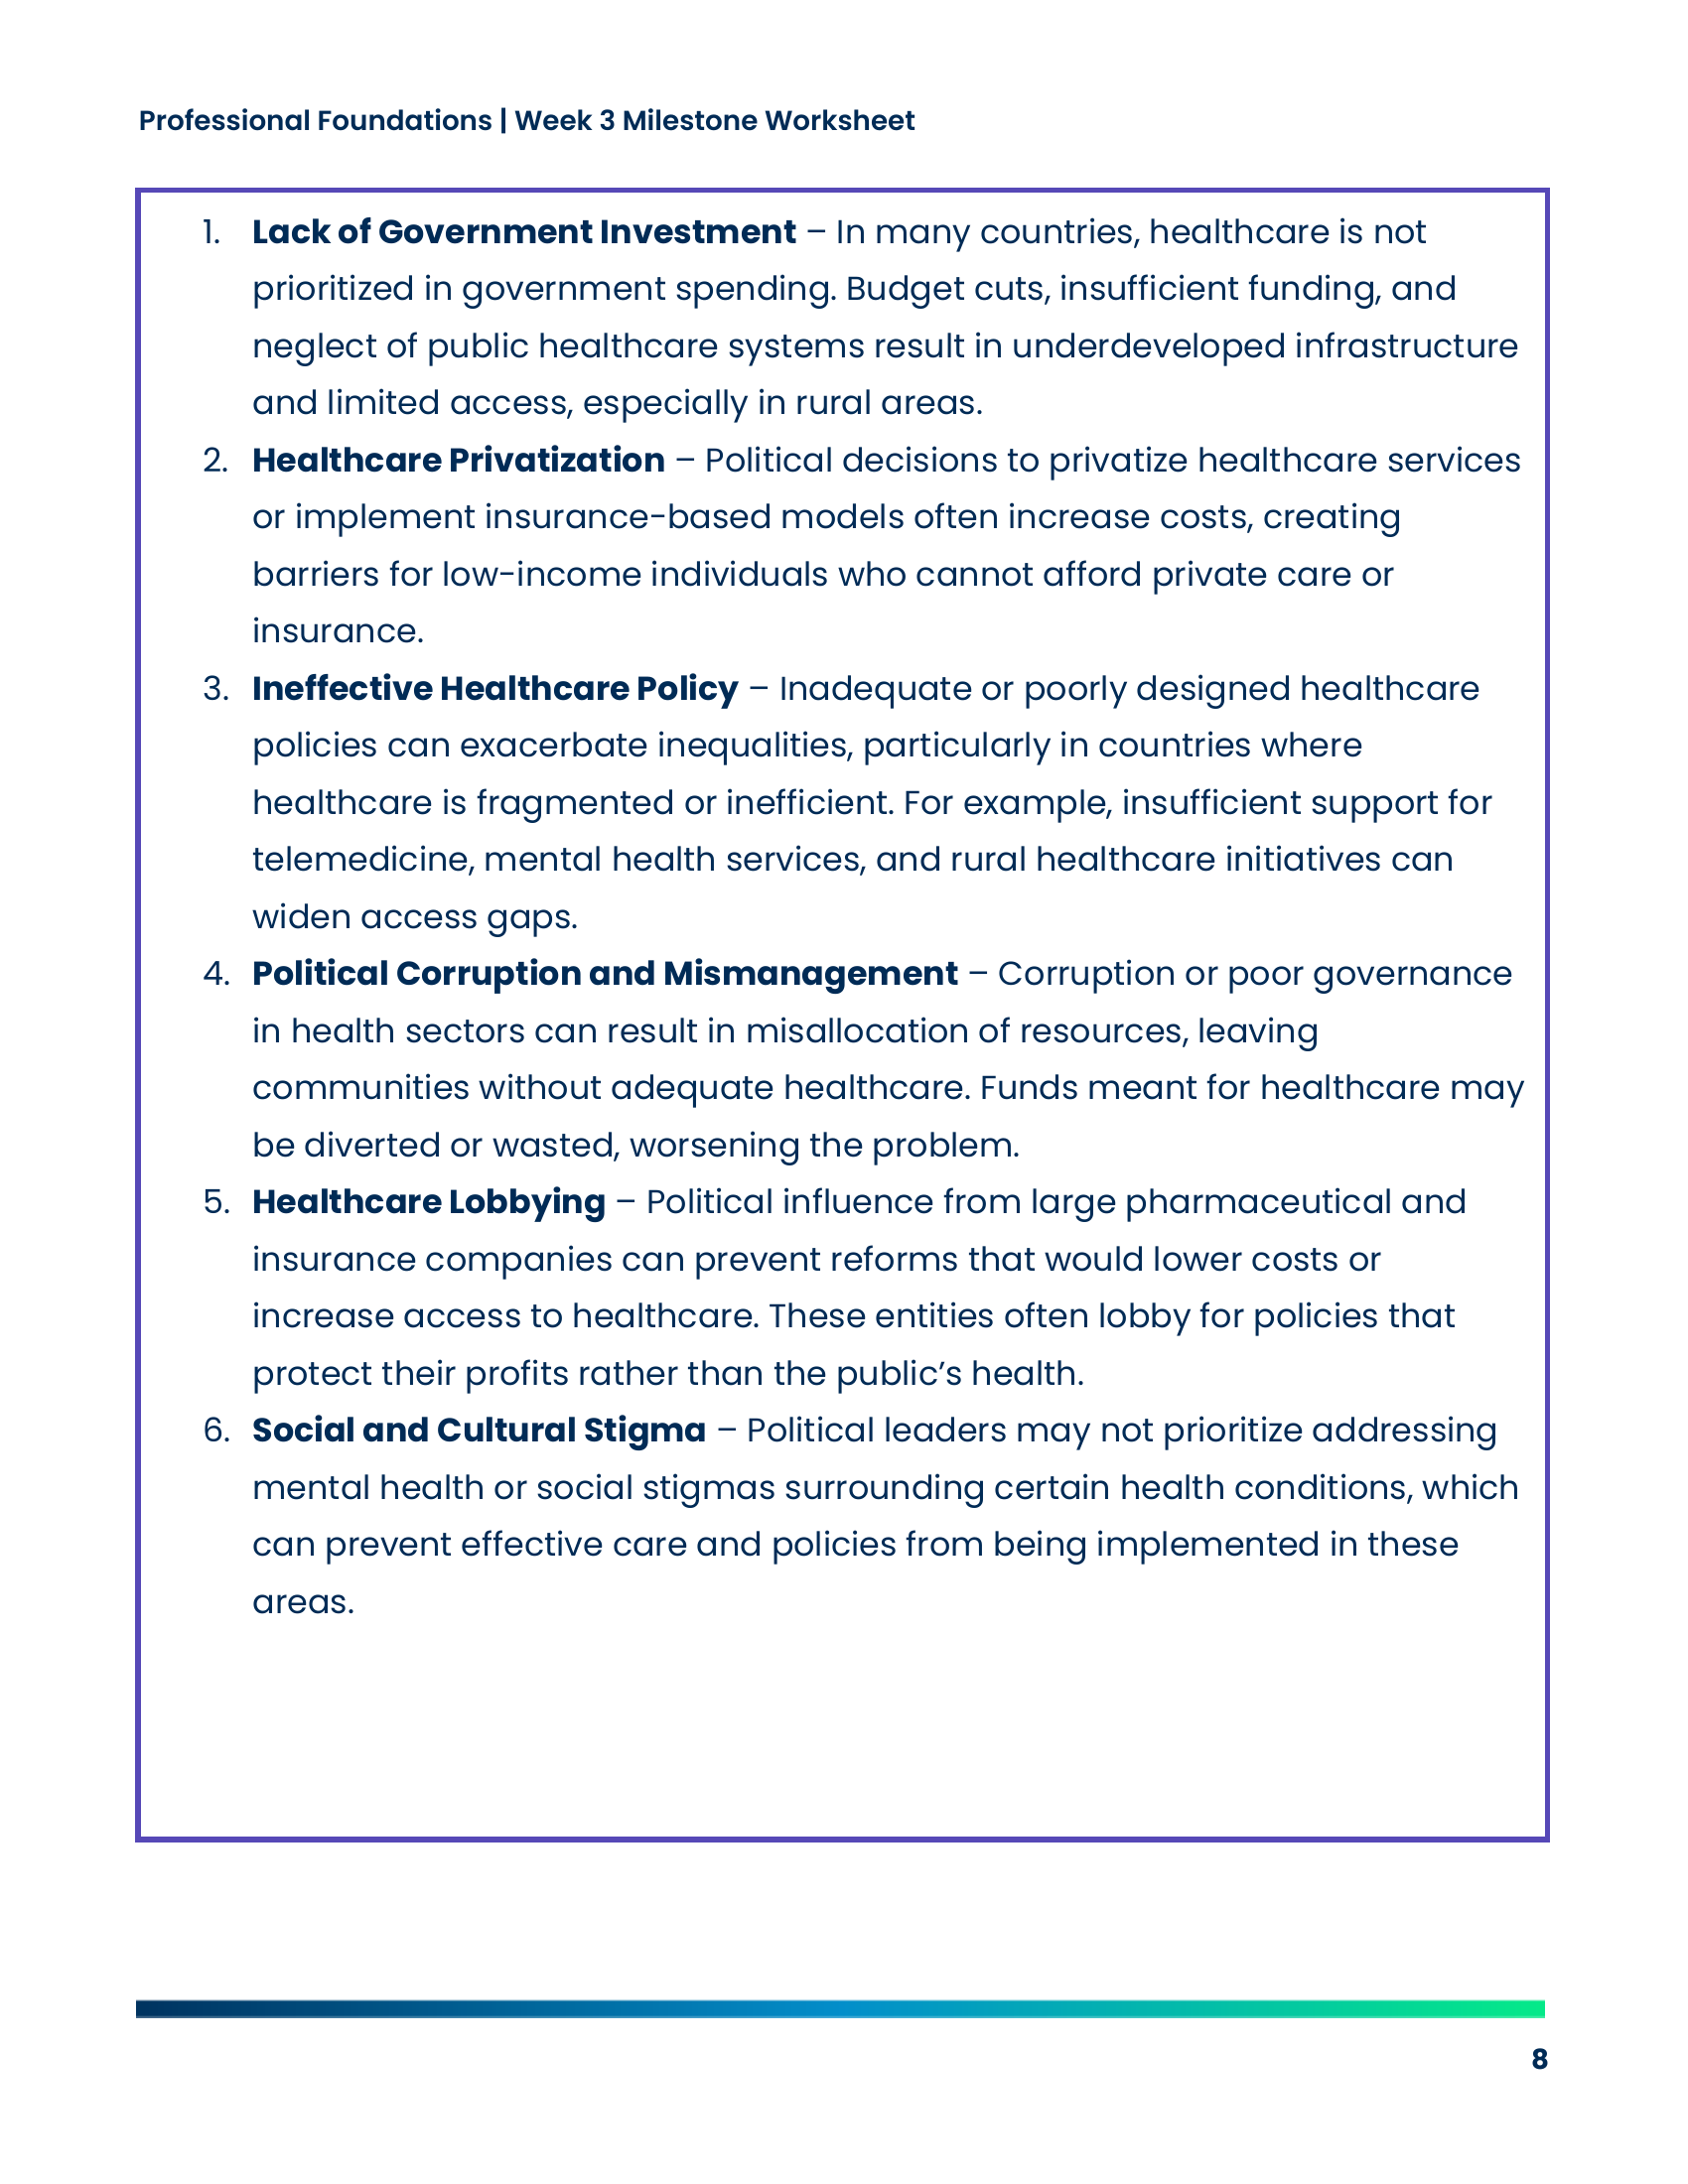 Professional Foundations | Week 3 Milestone Worksheet
1. Lack of Government Investment – In many countries, healthcare is not
prioritized in government spending. Budget cuts, insufficient funding, and
neglect of public healthcare systems result in underdeveloped infrastructure
and limited access, especially in rural areas.
2. Healthcare Privatization – Political decisions to privatize healthcare services
or implement insurance-based models often increase costs, creating
barriers for low-income individuals who cannot afford private care or
insurance.
3. Ineffective Healthcare Policy – Inadequate or poorly designed healthcare
policies can exacerbate inequalities, particularly in countries where
healthcare is fragmented or inefficient. For example, insufficient support for
telemedicine, mental health services, and rural healthcare initiatives can
widen access gaps.
4. Political Corruption and Mismanagement – Corruption or poor governance
in health sectors can result in misallocation of resources, leaving
communities without adequate healthcare. Funds meant for healthcare may
be diverted or wasted, worsening the problem.
5. Healthcare Lobbying – Political influence from large pharmaceutical and
insurance companies can prevent reforms that would lower costs or
increase access to healthcare. These entities often lobby for policies that
protect their profits rather than the public’s health.
6. Social and Cultural Stigma – Political leaders may not prioritize addressing
mental health or social stigmas surrounding certain health conditions, which
can prevent effective care and policies from being implemented in these
areas.
8